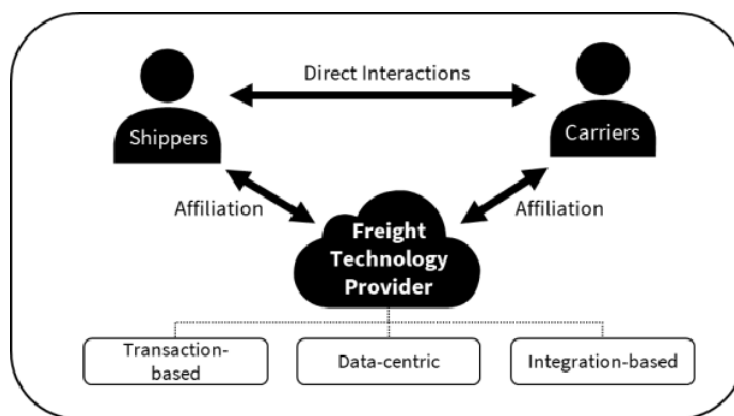 Direct Interactions
Shippers
Carriers
Affiliation
Affiliation
Freight
Technology
Provider
Transaction-
based
Data-centric
Integration-based